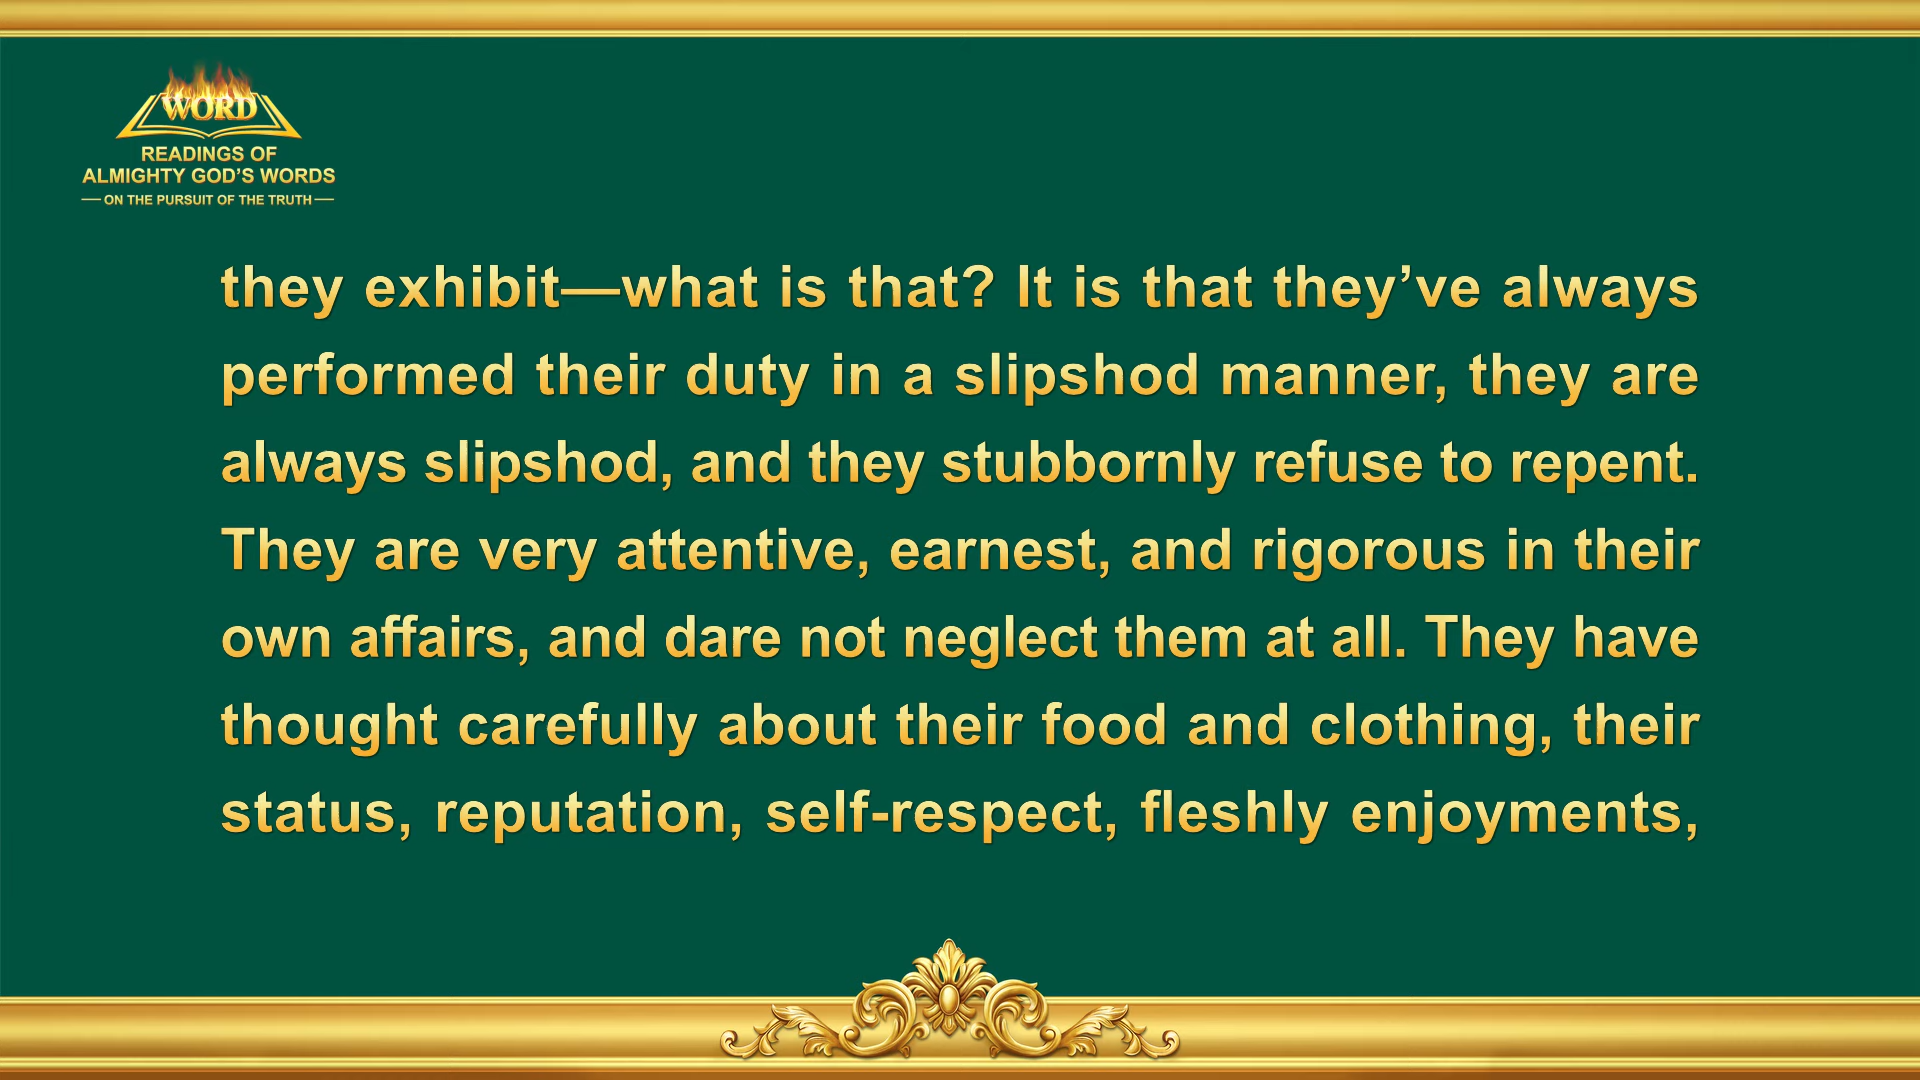 WORD
READINGS OF
ALMIGHTY GOD’S WORDS
— ON THE PURSUIT OF THE TRUTH —
they exhibit—what is that? It is that they’ve always
performed their duty in a slipshod manner, they are
always slipshod, and they stubbornly refuse to repent.
They are very attentive, earnest, and rigorous in their
own affairs, and dare not neglect them at all. They have
thought carefully about their food and clothing, their
status, reputation, self-respect, fleshly enjoyments,